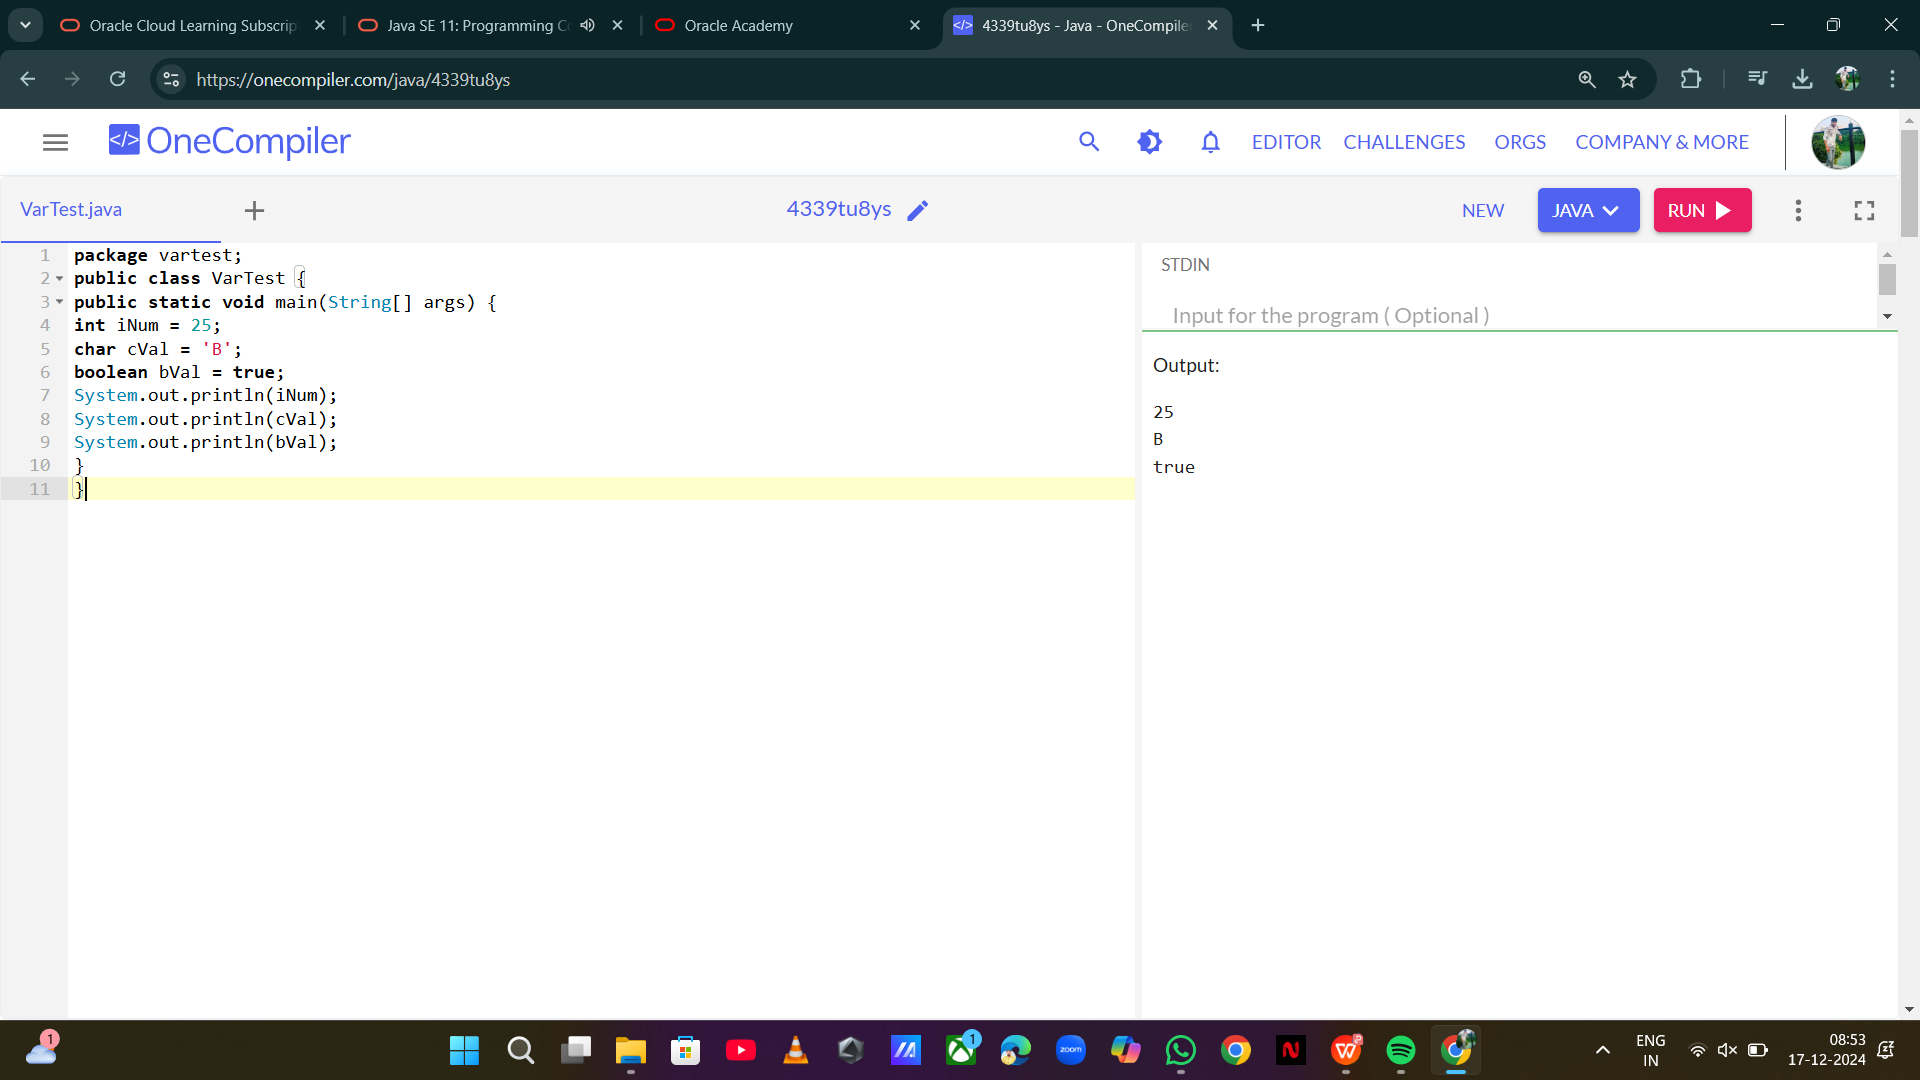 Oracle Cloud Learning Subscrip
Java SE 11: Programming Co
Oracle Academy
4339tu8ys - Java - OneCompile
https://onecompiler.com/java/4339tu8ys
</> OneCompiler
EDITOR
CHALLENGES
ORGS
COMPANY & MORE
VarTest.java
4339tu8ys
NEW
JAVA
RUN
1 package vartest;
2 public class VarTest {
3 public static void main(String[] args) {
4 int iNum = 25;
5 char cVal = 'B';
6 boolean bVal = true;
7 System.out.println(iNum);
8 System.out.println(cVal);
9 System.out.println(bVal);
10 }
11 }
STDIN
Input for the program ( Optional )
Output:
25
B
true
1
1
zoom
ENG
IN
08:53
17-12-2024